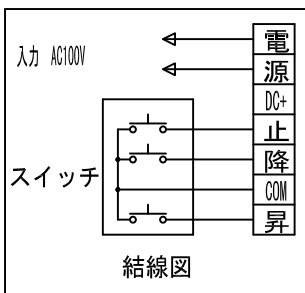 入力 AC100V
電
源
DC+
止
降
COM
昇
スイッチ
結線図